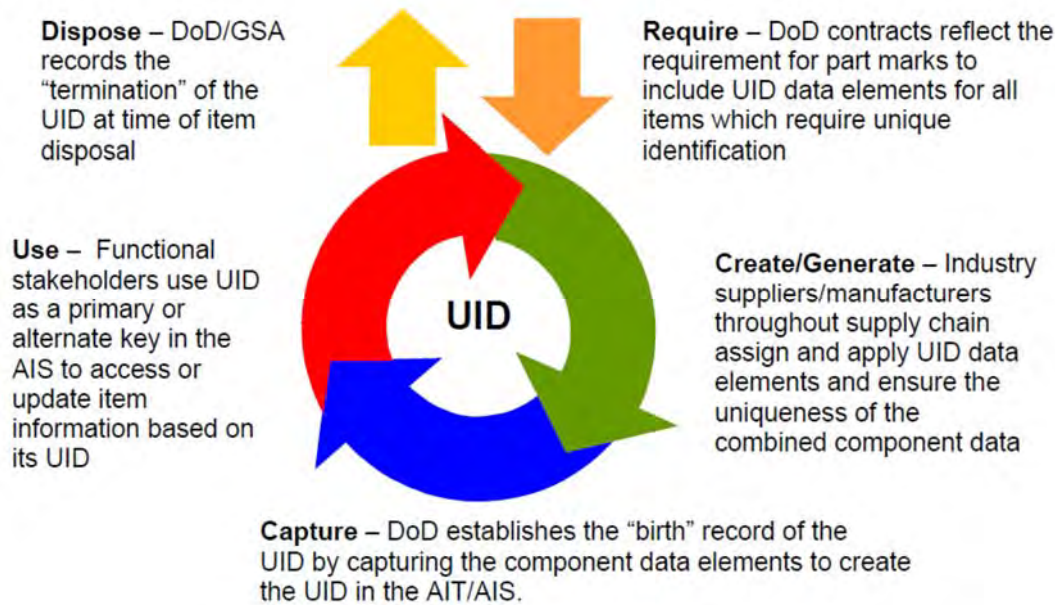 Dispose – DoD/GSA
records the
“termination” of the
UID at time of item
disposal
Require – DoD contracts reflect the
requirement for part marks to
include UID data elements for all
items which require unique
identification
Use – Functional
stakeholders use UID
as a primary or
alternate key in the
AIS to access or
update item
information based on
its UID
UID
Create/Generate – Industry
suppliers/manufacturers
throughout supply chain
assign and apply UID data
elements and ensure the
uniqueness of the
combined component data
Capture – DoD establishes the “birth” record of the
UID by capturing the component data elements to create
the UID in the AIT/AIS.